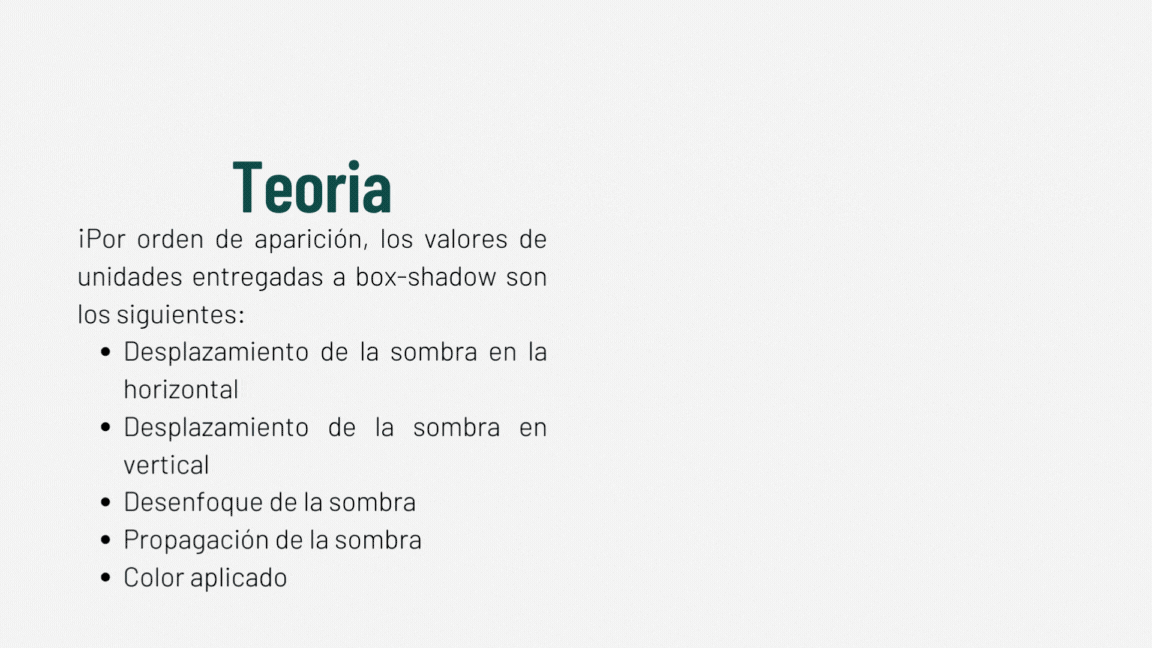 Teoria
¡Por orden de aparición, los valores de
unidades entregadas a box-shadow son
los siguientes:
• Desplazamiento de la sombra en la
horizontal
• Desplazamiento de la sombra en
vertical
• Desenfoque de la sombra
• Propagación de la sombra
• Color aplicado